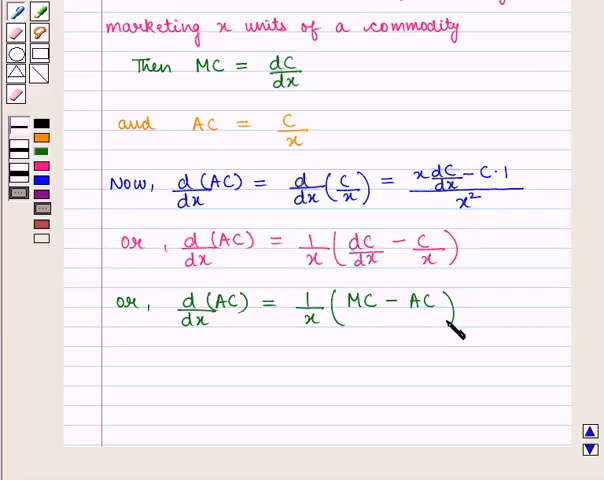 marketing x units of a commodity
Then MC = dC/dx
and AC = C/x
Now, d/dx (AC) = d/dx (C/x) = (x dC/dx - C·1)/x²
or, d/dx (AC) = 1/x (dC/dx - C/x)
or, d/dx (AC) = 1/x (MC - AC)